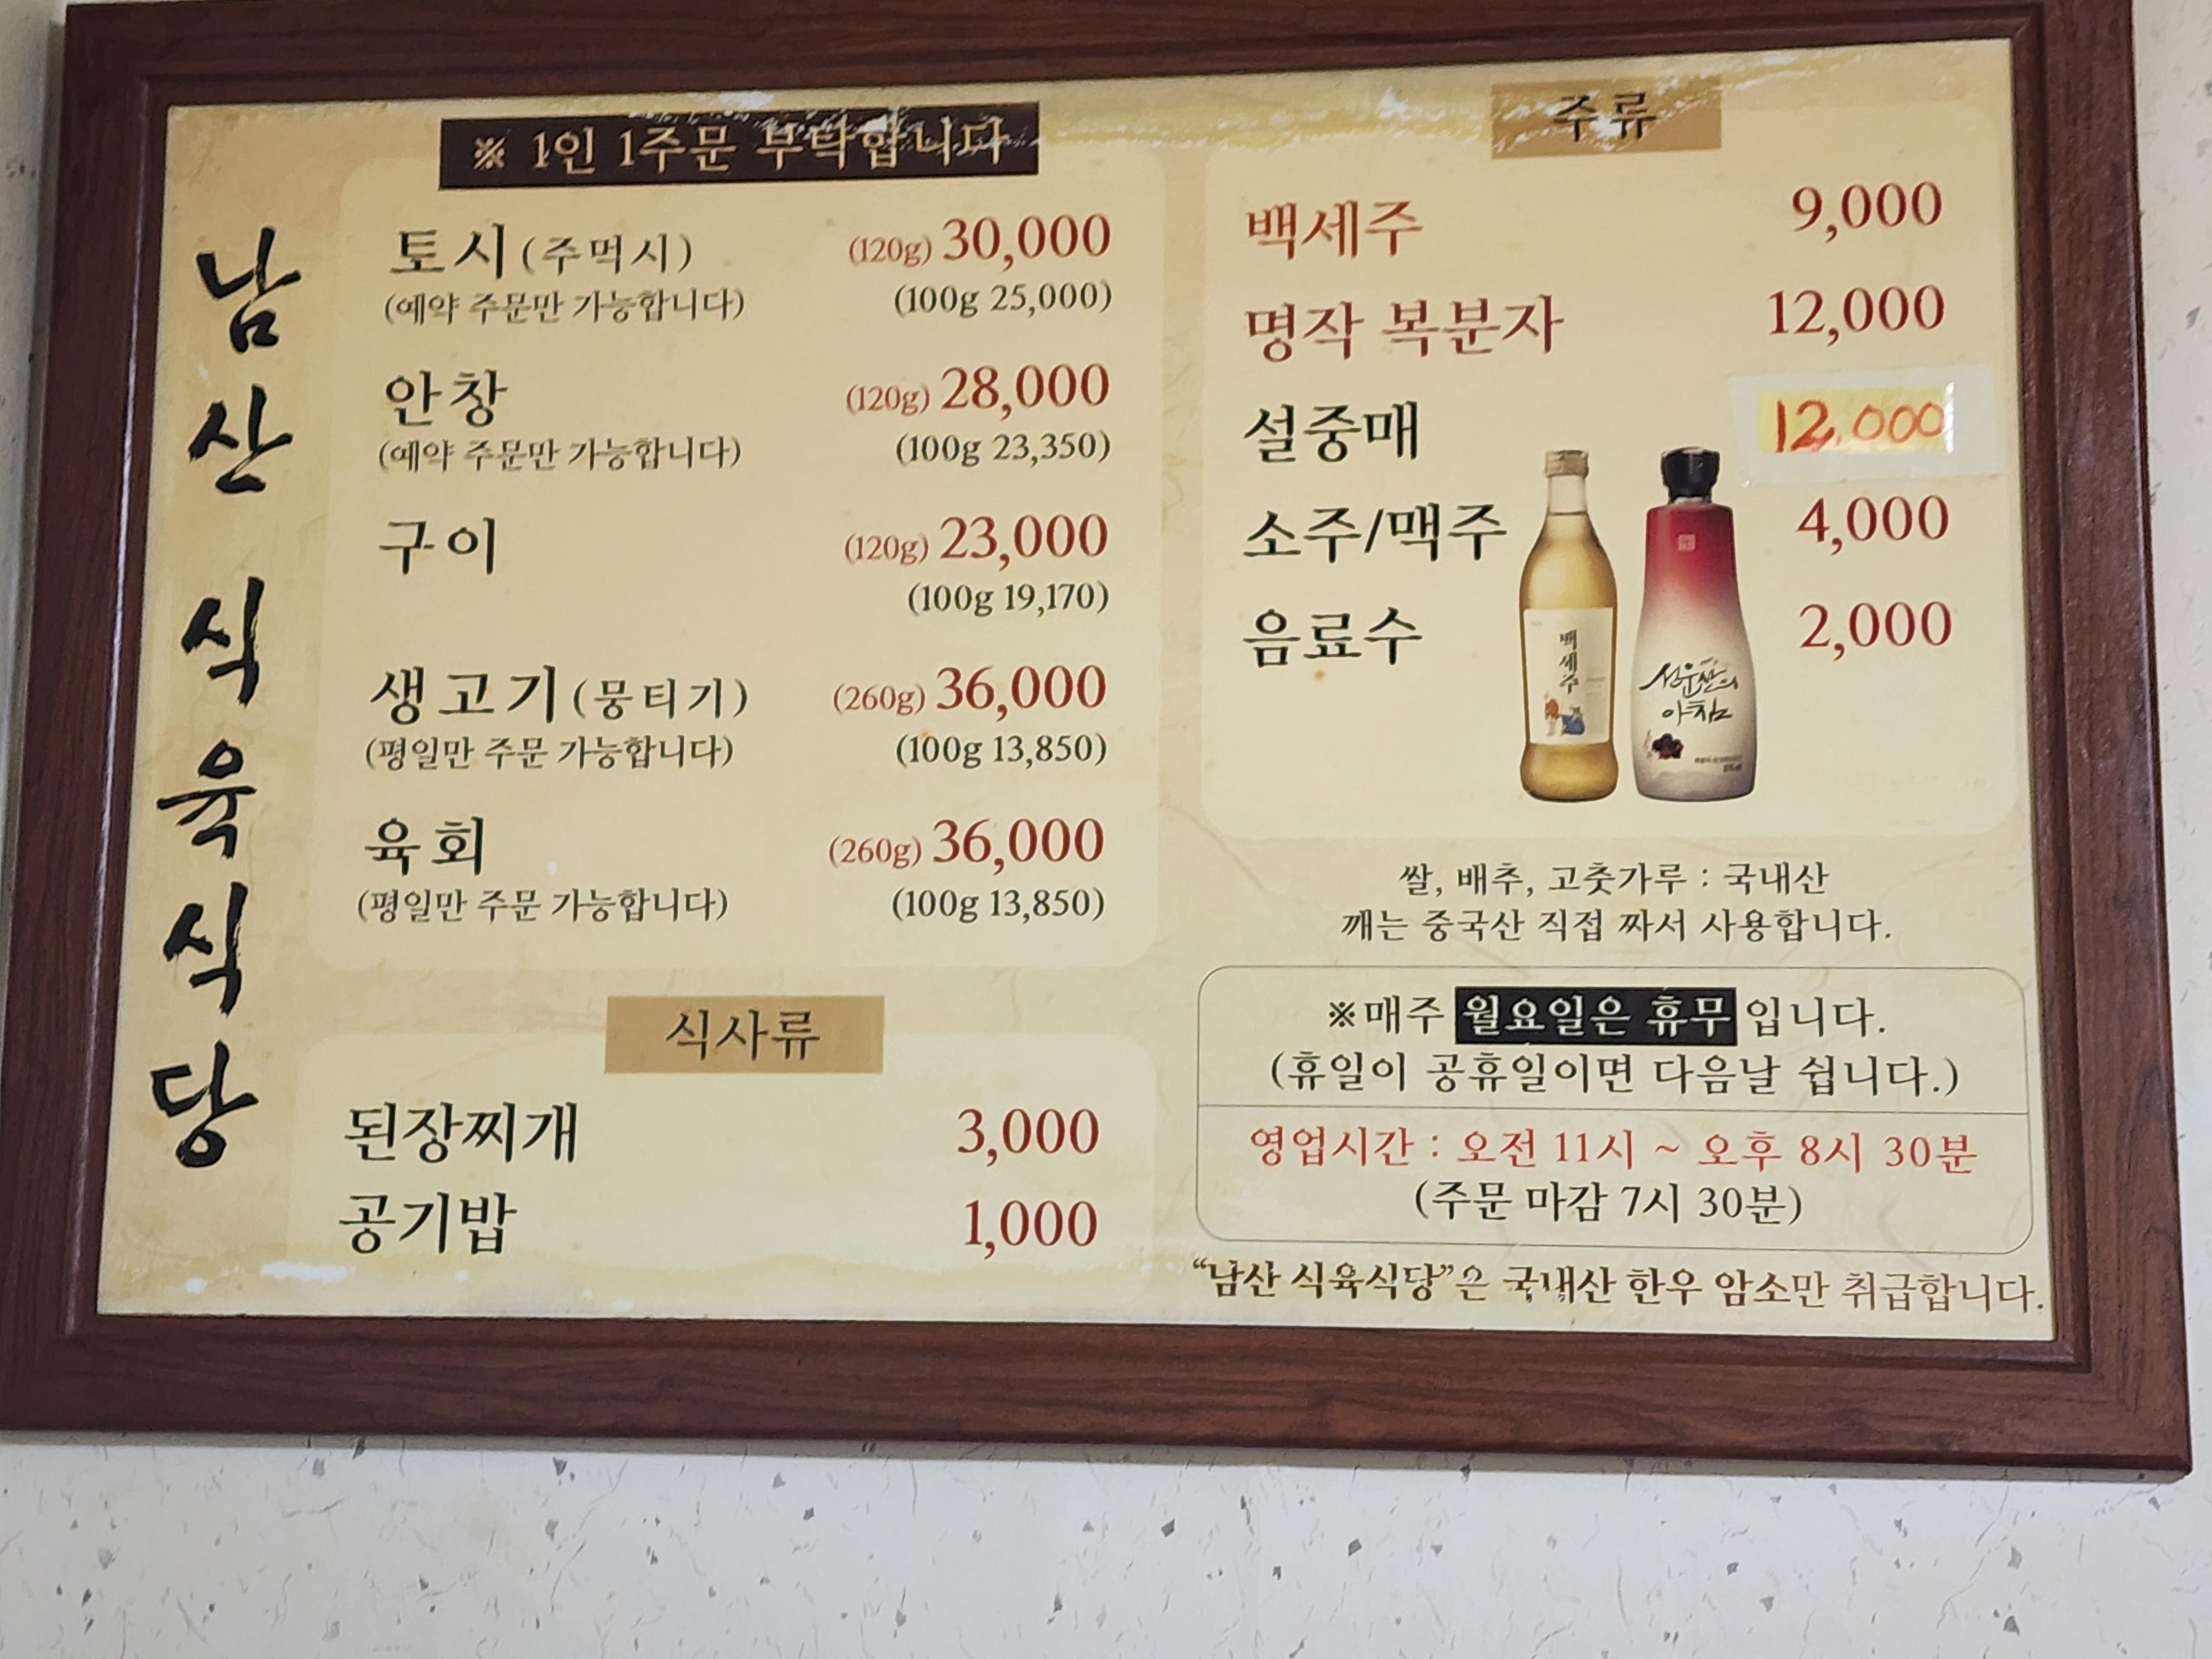 남산 식육식당
※ 1인 1주문 부탁합니다
토시(주먹시) (120g) 30,000
(예약 주문만 가능합니다) (100g 25,000)
안창 (120g) 28,000
(예약 주문만 가능합니다) (100g 23,350)
구이 (120g) 23,000
(100g 19,170)
생고기(뭉티기) (260g) 36,000
(평일만 주문 가능합니다) (100g 13,850)
육회 (260g) 36,000
(평일만 주문 가능합니다) (100g 13,850)
식사류
된장찌개 3,000
공기밥 1,000
주류
백세주 9,000
명작 복분자 12,000
설중매 12,000
소주/맥주 4,000
음료수 2,000
백세주
선운산의
아침
쌀, 배추, 고춧가루 : 국내산
깨는 중국산 직접 짜서 사용합니다.
※매주 월요일은 휴무 입니다.
(휴일이 공휴일이면 다음날 쉽니다.)
영업시간 : 오전 11시 ~ 오후 8시 30분
(주문 마감 7시 30분)
“남산 식육식당”은 국내산 한우 암소만 취급합니다.